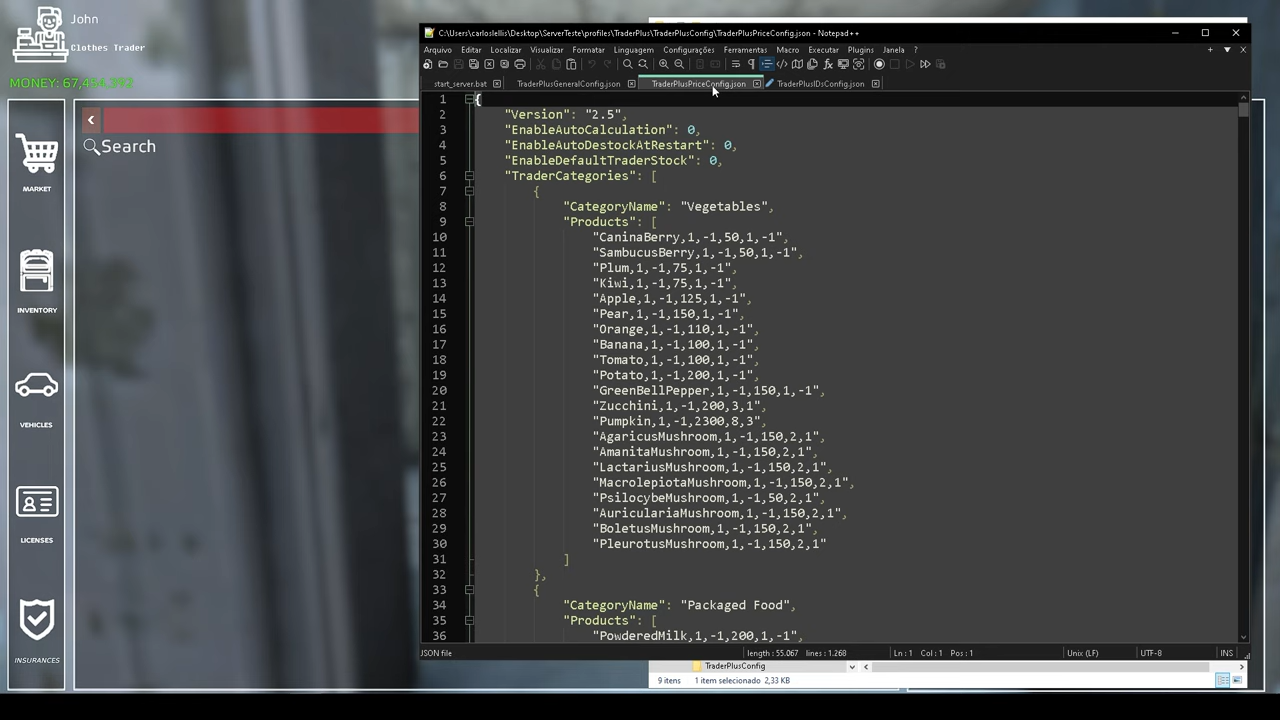 John
Clothes Trader
MONEY: 67,454,393
Search
MARKET
INVENTORY
VEHICLES
LICENSES
INSURANCES
C:\Users\carloslellis\Desktop\ServerTeste\profiles\TraderPlus\TraderPlusConfig\TraderPlusPriceConfig.json - Notepad++
Arquivo Editar Localizar Visualizar Formatar Linguagem Configurações Ferramentas Macro Executar Plugins Janela ?
start_server.bat TraderPlusGeneralConfig.json TraderPlusPriceConfig.json TraderPlusIDsConfig.json
1 {
2 "Version": "2.5",
3 "EnableAutoCalculation": 0,
4 "EnableAutoDestockAtRestart": 0,
5 "EnableDefaultTraderStock": 0,
6 "TraderCategories": [
7 {
8 "CategoryName": "Vegetables",
9 "Products": [
10 "CaninaBerry,1,-1,50,1,-1",
11 "SambucusBerry,1,-1,50,1,-1",
12 "Plum,1,-1,75,1,-1",
13 "Kiwi,1,-1,75,1,-1",
14 "Apple,1,-1,125,1,-1",
15 "Pear,1,-1,150,1,-1",
16 "Orange,1,-1,110,1,-1",
17 "Banana,1,-1,100,1,-1",
18 "Tomato,1,-1,100,1,-1",
19 "Potato,1,-1,200,1,-1",
20 "GreenBellPepper,1,-1,150,1,-1",
21 "Zucchini,1,-1,200,3,1",
22 "Pumpkin,1,-1,2300,8,3",
23 "AgaricusMushroom,1,-1,150,2,1",
24 "AmanitaMushroom,1,-1,150,2,1",
25 "LactariusMushroom,1,-1,150,2,1",
26 "MacrolepiotaMushroom,1,-1,150,2,1",
27 "PsilocybeMushroom,1,-1,50,2,1",
28 "AuriculariaMushroom,1,-1,150,2,1",
29 "BoletusMushroom,1,-1,150,2,1",
30 "PleurotusMushroom,1,-1,150,2,1"
31 ]
32 },
33 {
34 "CategoryName": "Packaged Food",
35 "Products": [
36 "PowderedMilk,1,-1,200,1,-1",
JSON file length : 55.067 lines : 1.268 Ln : 1 Col : 1 Pos : 1 Unix (LF) UTF-8 INS
TraderPlusConfig
9 itens 1 item selecionado 2,33 KB